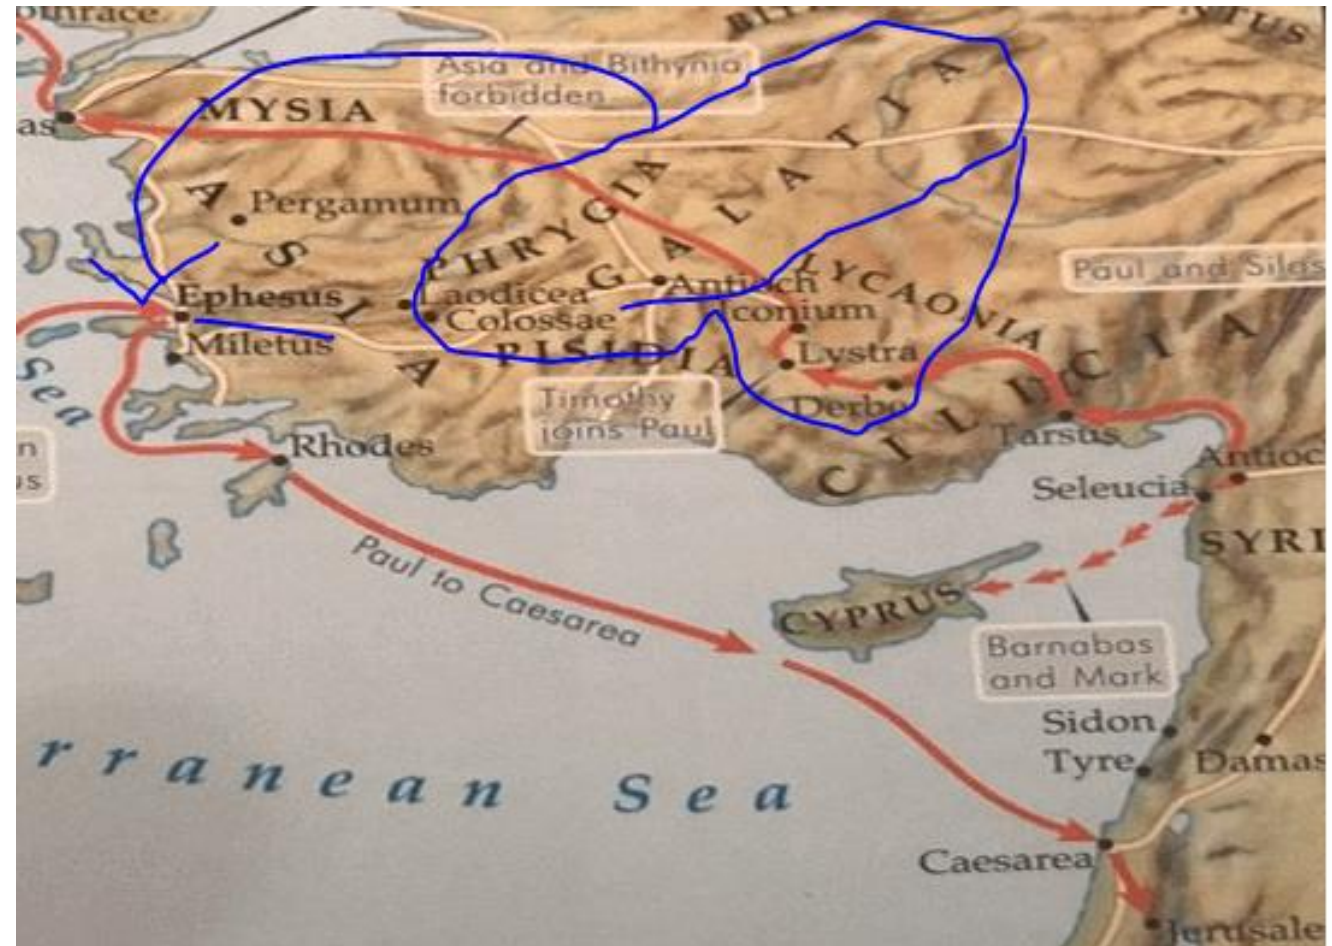 Asia and Bithynia
forbidden
MYSIA
Pergamum
ASIA
PHRYGIA
GALATIA
Ephesus
Laodicea
Colossae
Antioch
Iconium
LYCAONIA
Paul and Silas
Miletus
PISIDIA
Lystra
Derbe
CILICIA
Timothy
joins Paul
Tarsus
Sea
Rhodes
Seleucia
Paul to Caesarea
CYPRUS
Barnabas
and Mark
Sidon
Tyre
rranean Sea
Caesarea